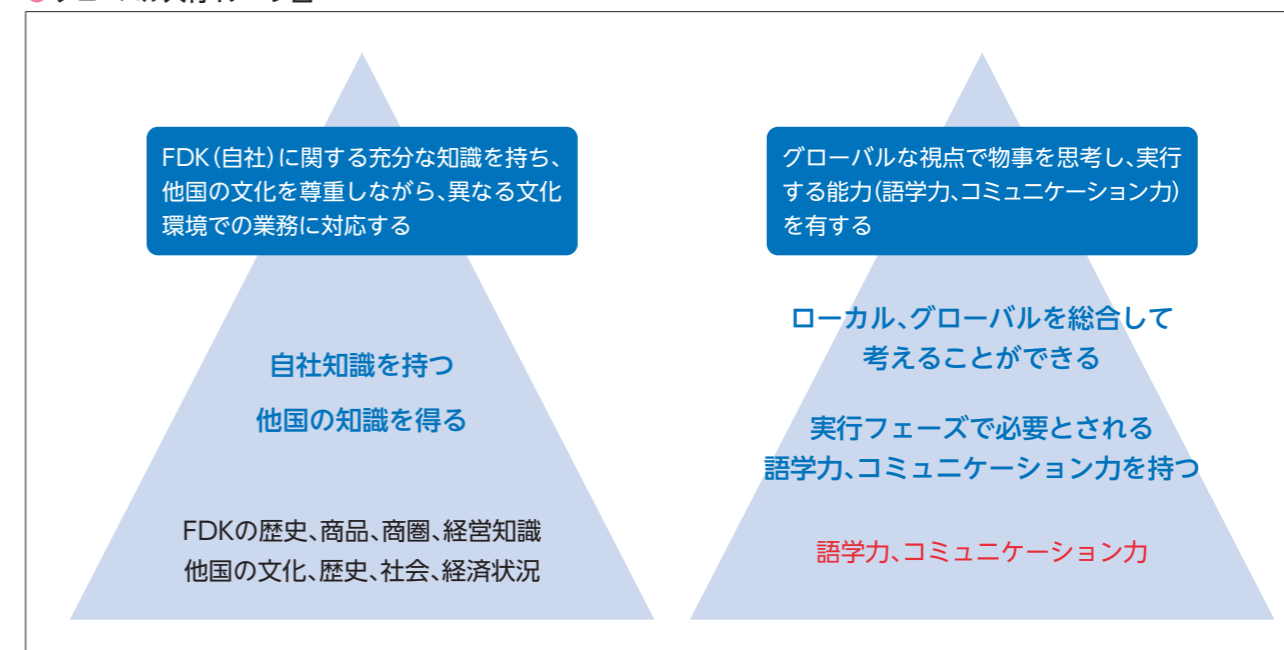 FDK(自社)に関する充分な知識を持ち、
他国の文化を尊重しながら、異なる文化
環境での業務に対応する
自社知識を持つ
他国の知識を得る
FDKの歴史、商品、商圏、経営知識
他国の文化、歴史、社会、経済状況
グローバルな視点で物事を思考し、実行
する能力(語学力、コミュニケーション力)
を有する
ローカル、グローバルを総合して
考えることができる
実行フェーズで必要とされる
語学力、コミュニケーション力を持つ
語学力、コミュニケーション力